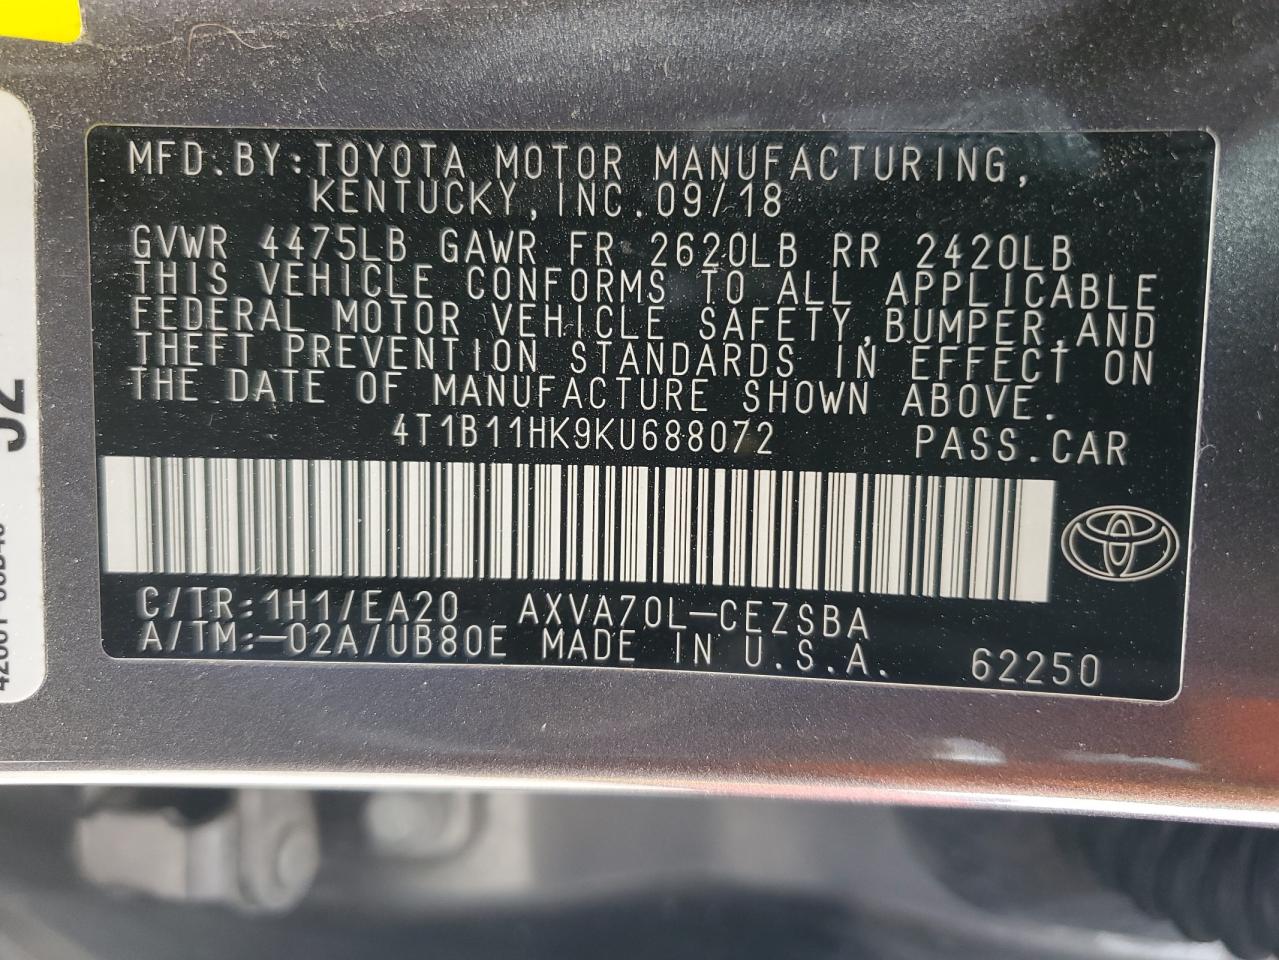 MFD.BY:TOYOTA MOTOR MANUFACTURING,
KENTUCKY,INC.09/18
GVWR 4475LB GAWR FR 2620LB RR 2420LB
THIS VEHICLE CONFORMS TO ALL APPLICABLE
FEDERAL MOTOR VEHICLE SAFETY,BUMPER,AND
THEFT PREVENTION STANDARDS IN EFFECT ON
THE DATE OF MANUFACTURE SHOWN ABOVE.
4T1B11HK9KU688072 PASS.CAR
C/TR:1H1/EA20 AXVA70L-CEZSBA
A/TM:-02A/UB80E MADE IN U.S.A. 62250